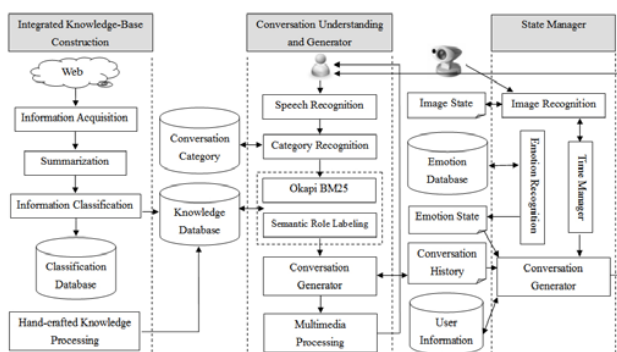 Integrated Knowledge-Base
Construction
Web
Information Acquisition
Summarization
Information Classification
Classification
Database
Hand-crafted Knowledge
Processing
Conversation
Category
Knowledge
Database
Conversation Understanding
and Generator
Speech Recognition
Category Recognition
Okapi BM25
Semantic Role Labeling
Conversation
Generator
Multimedia
Processing
State Manager
Image State
Image Recognition
Emotion
Database
Emotion Recognition
Time Manager
Emotion State
Conversation
History
Conversation
Generator
User
Information